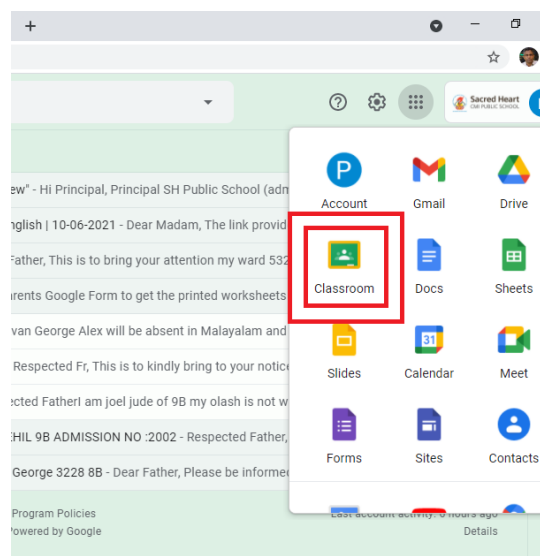 +
Sacred Heart
CMI PUBLIC SCHOOL
P
Account
Gmail
Drive
ew" - Hi Principal, Principal SH Public School (adm
nglish | 10-06-2021 - Dear Madam, The link provid
Father, This is to bring your attention my ward 532
Classroom
Docs
Sheets
arents Google Form to get the printed worksheets
van George Alex will be absent in Malayalam and
31
Respected Fr, This is to kindly bring to your notice
Slides
Calendar
Meet
ected FatherI am joel jude of 9B my olash is not w
EHIL 9B ADMISSION NO :2002 - Respected Father,
Forms
Sites
Contacts
George 3228 8B - Dear Father, Please be informed
Program Policies
Last account activity: 0 hours ago
Powered by Google
Details